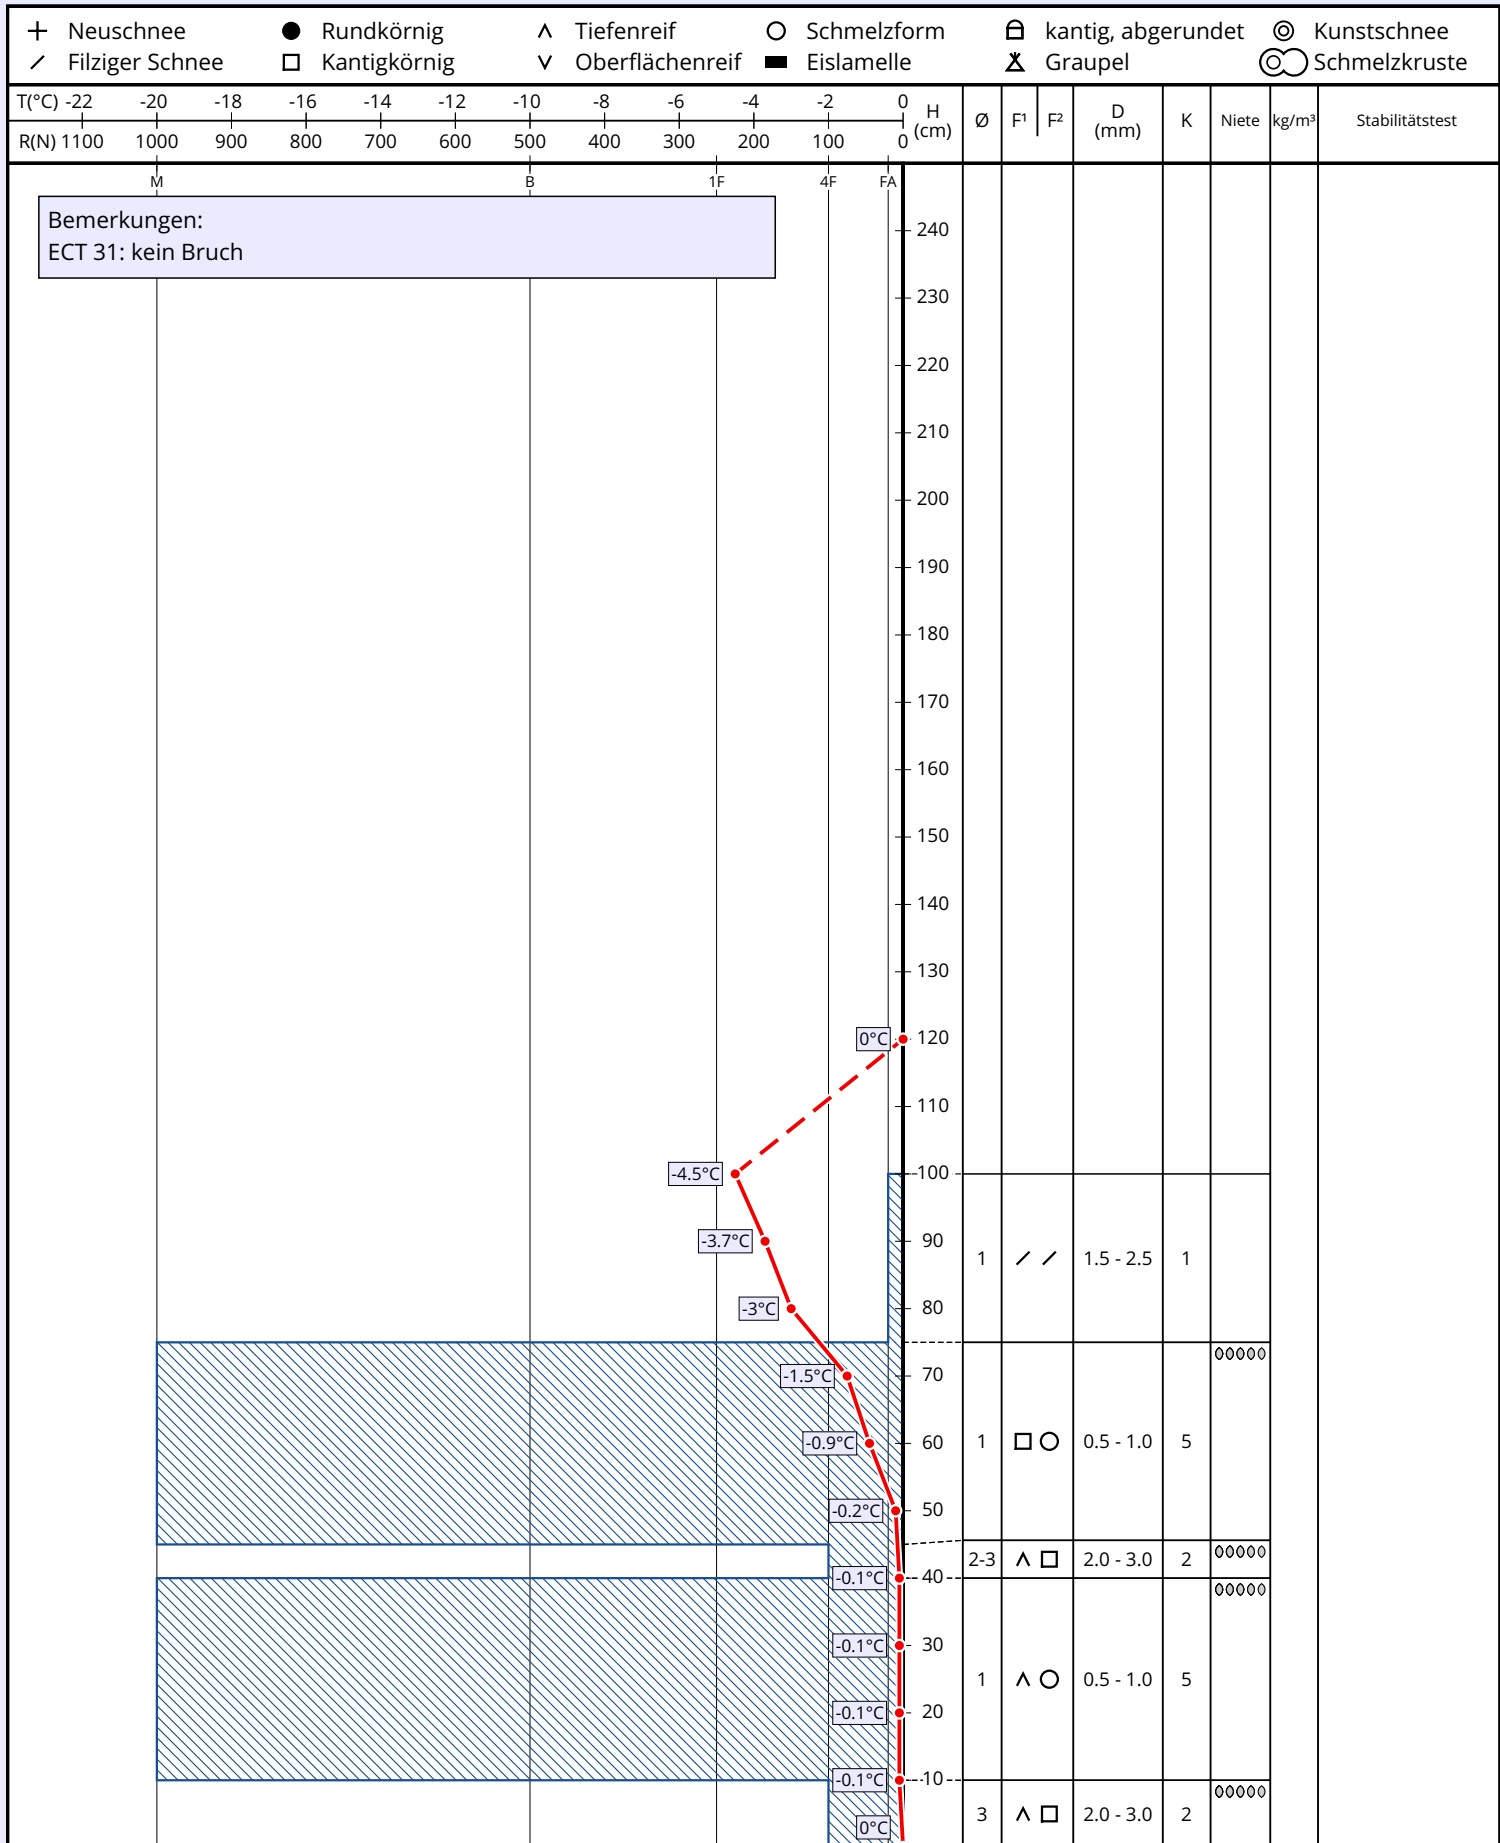 Neuschnee Rundkörnig Tiefenreif Schmelzform kantig, abgerundet Kunstschnee
Filziger Schnee Kantigkörnig Oberflächenreif Eislamelle Graupel Schmelzkruste
T(°C) -22 -20 -18 -16 -14 -12 -10 -8 -6 -4 -2 0
R(N) 1100 1000 900 800 700 600 500 400 300 200 100 0
H (cm) Ø F¹ F² D (mm) K Niete kg/m³ Stabilitätstest
M B 1F 4F FA
Bemerkungen:
ECT 31: kein Bruch
240
230
220
210
200
190
180
170
160
150
140
130
0°C 120
110
-4.5°C 100
-3.7°C 90
1 1.5 - 2.5 1
-3°C 80
-1.5°C 70
-0.9°C 60 1 0.5 - 1.0 5
-0.2°C 50
2-3 2.0 - 3.0 2
-0.1°C 40
-0.1°C 30
1 0.5 - 1.0 5
-0.1°C 20
-0.1°C 10
3 2.0 - 3.0 2
0°C